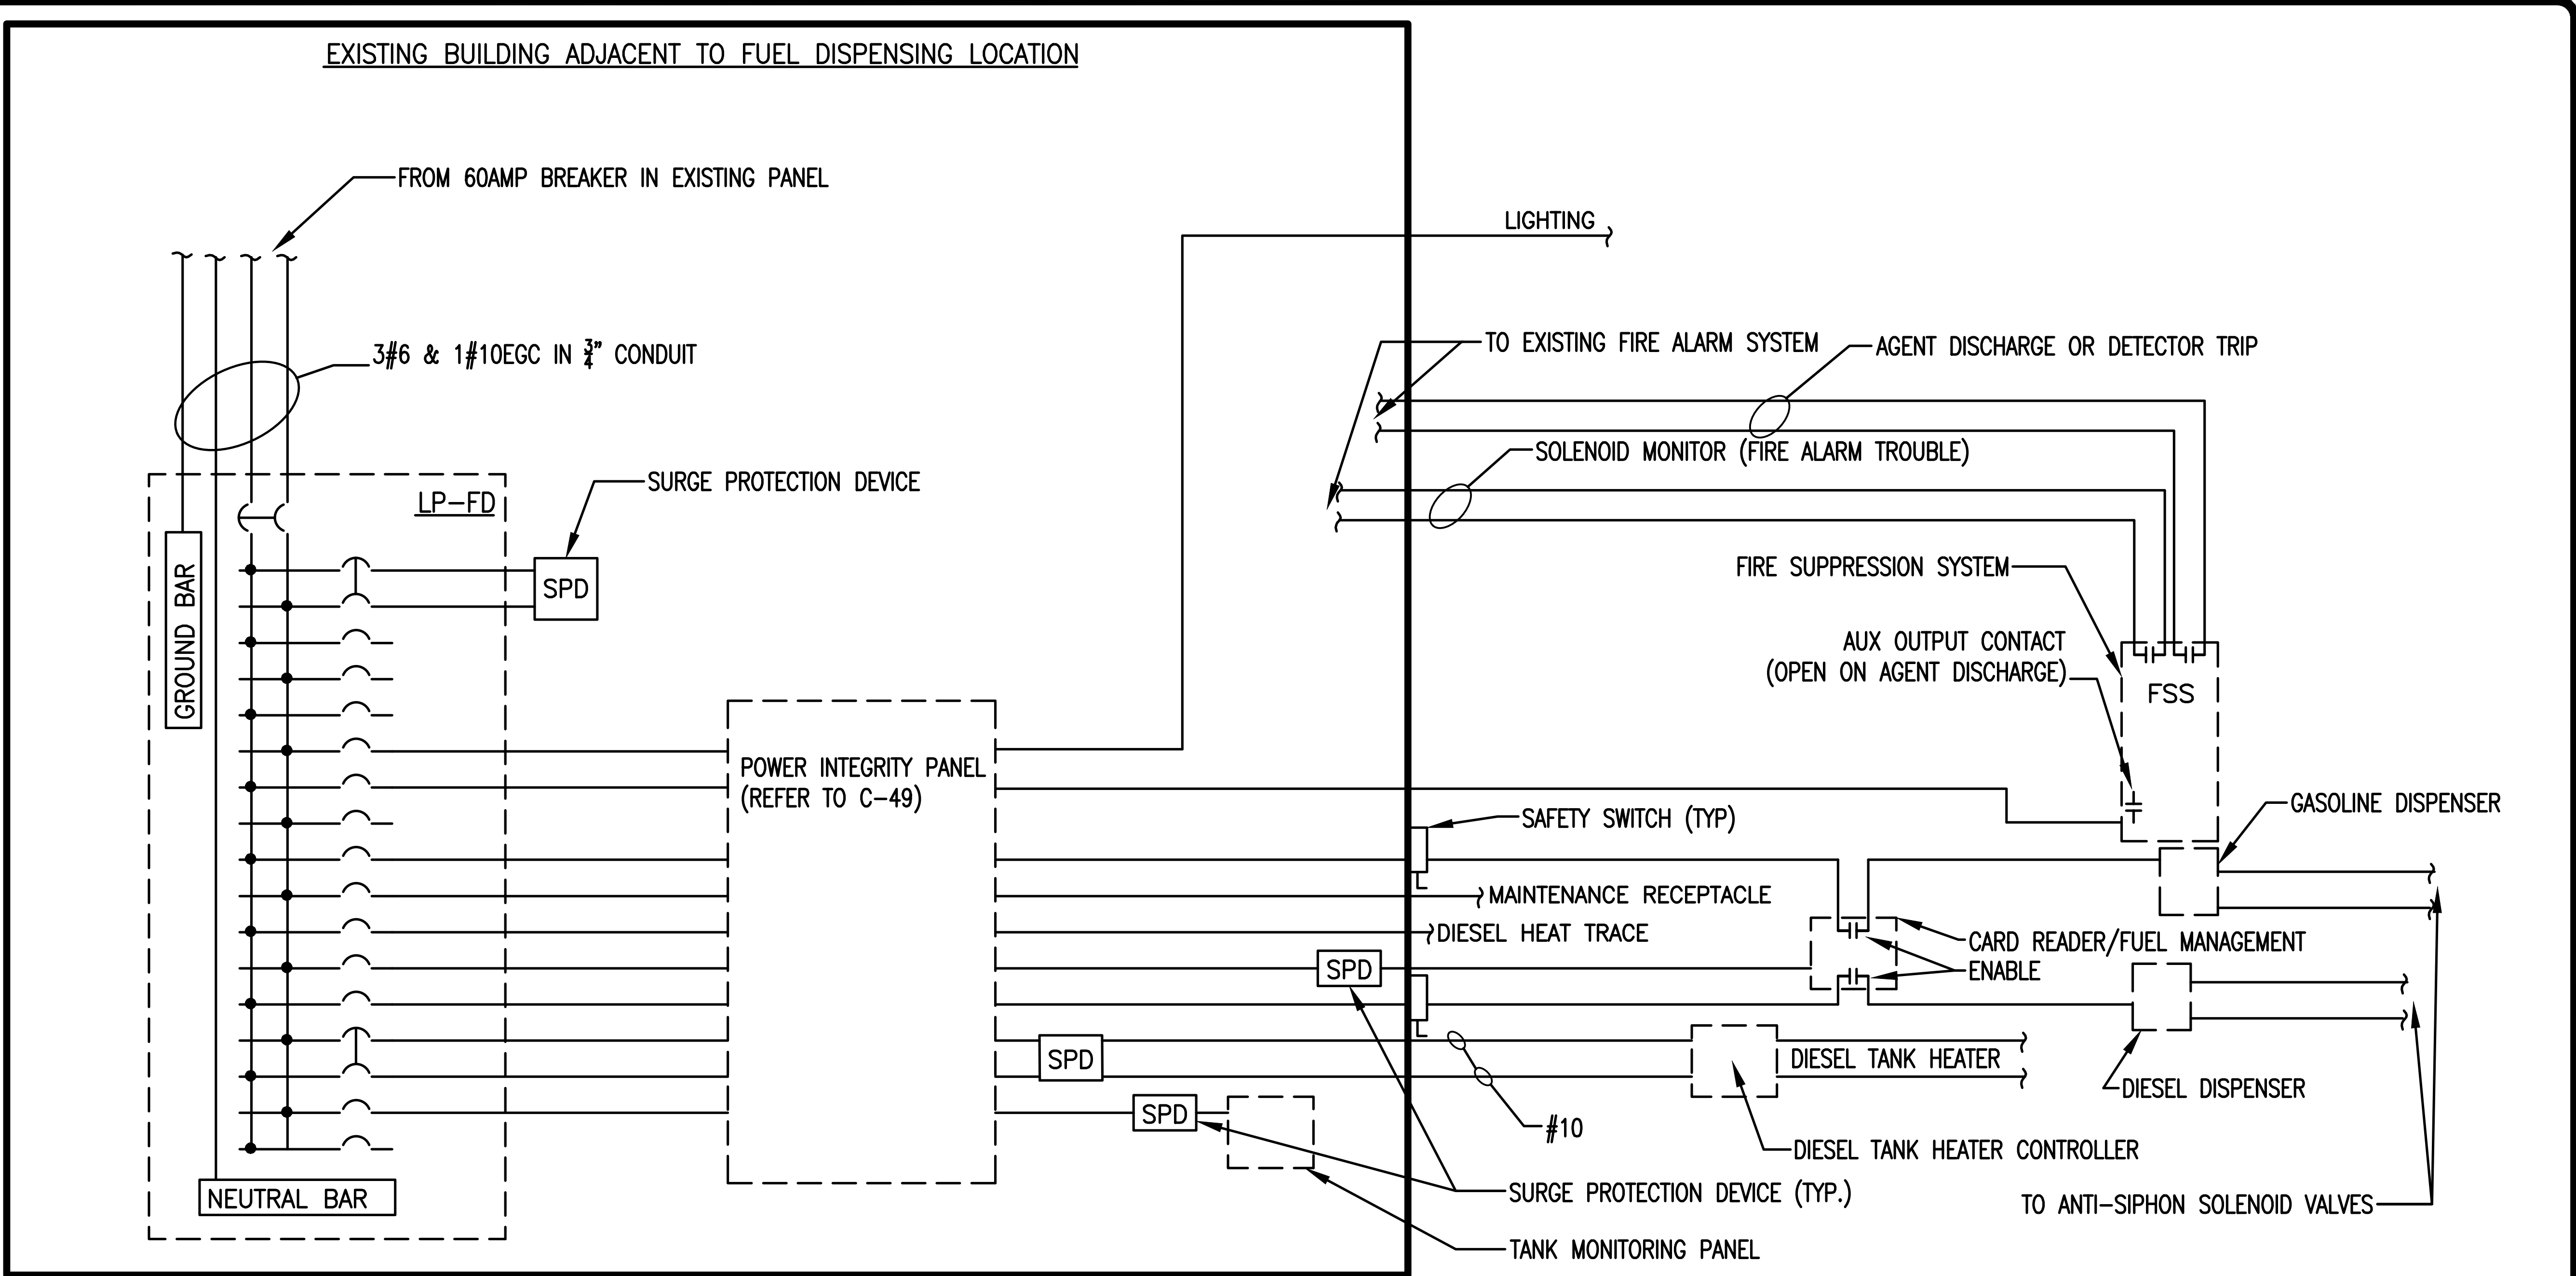 EXISTING BUILDING ADJACENT TO FUEL DISPENSING LOCATION
FROM 60AMP BREAKER IN EXISTING PANEL
LIGHTING
3#6 & 1#10EGC IN 3/4" CONDUIT
TO EXISTING FIRE ALARM SYSTEM
AGENT DISCHARGE OR DETECTOR TRIP
SOLENOID MONITOR (FIRE ALARM TROUBLE)
SURGE PROTECTION DEVICE
LP-FD
SPD
GROUND BAR
FIRE SUPPRESSION SYSTEM
AUX OUTPUT CONTACT
(OPEN ON AGENT DISCHARGE)
FSS
POWER INTEGRITY PANEL
(REFER TO C-49)
SAFETY SWITCH (TYP)
GASOLINE DISPENSER
MAINTENANCE RECEPTACLE
DIESEL HEAT TRACE
CARD READER/FUEL MANAGEMENT
ENABLE
SPD
SPD
DIESEL TANK HEATER
DIESEL DISPENSER
SPD
#10
DIESEL TANK HEATER CONTROLLER
NEUTRAL BAR
SURGE PROTECTION DEVICE (TYP.)
TO ANTI-SIPHON SOLENOID VALVES
TANK MONITORING PANEL